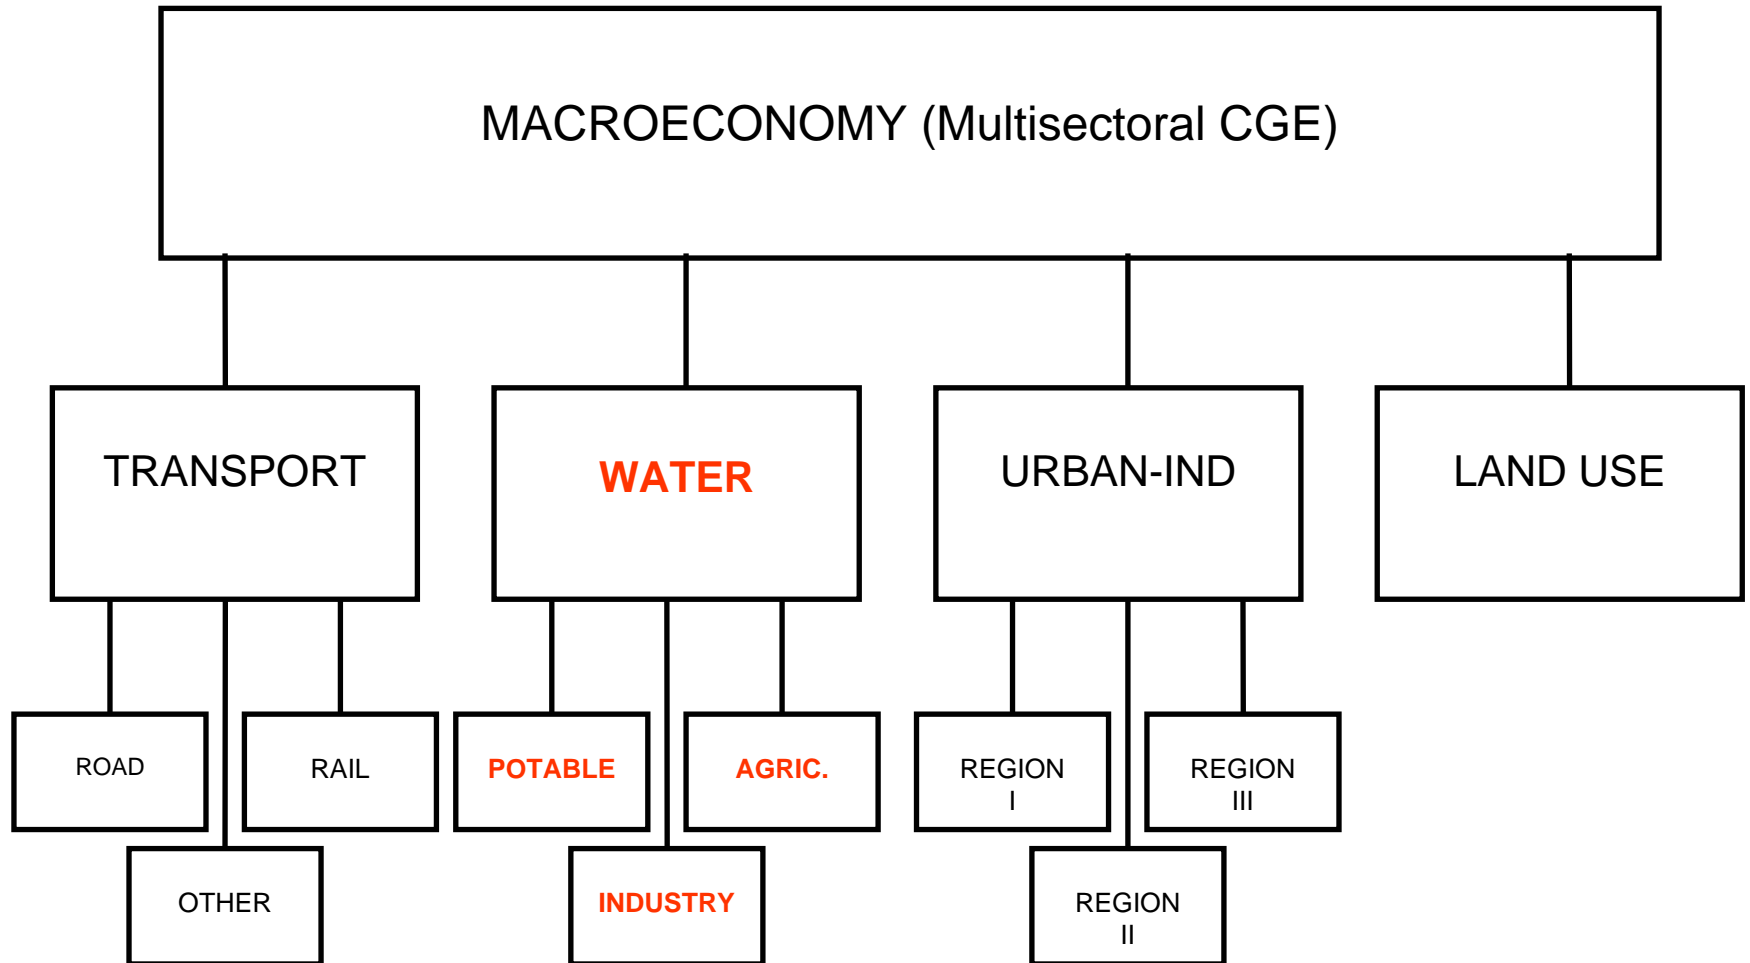 MACROECONOMY (Multisectoral CGE)
TRANSPORT
WATER
URBAN-IND
LAND USE
ROAD
RAIL
POTABLE
AGRIC.
REGION
I
REGION
III
OTHER
INDUSTRY
REGION
II